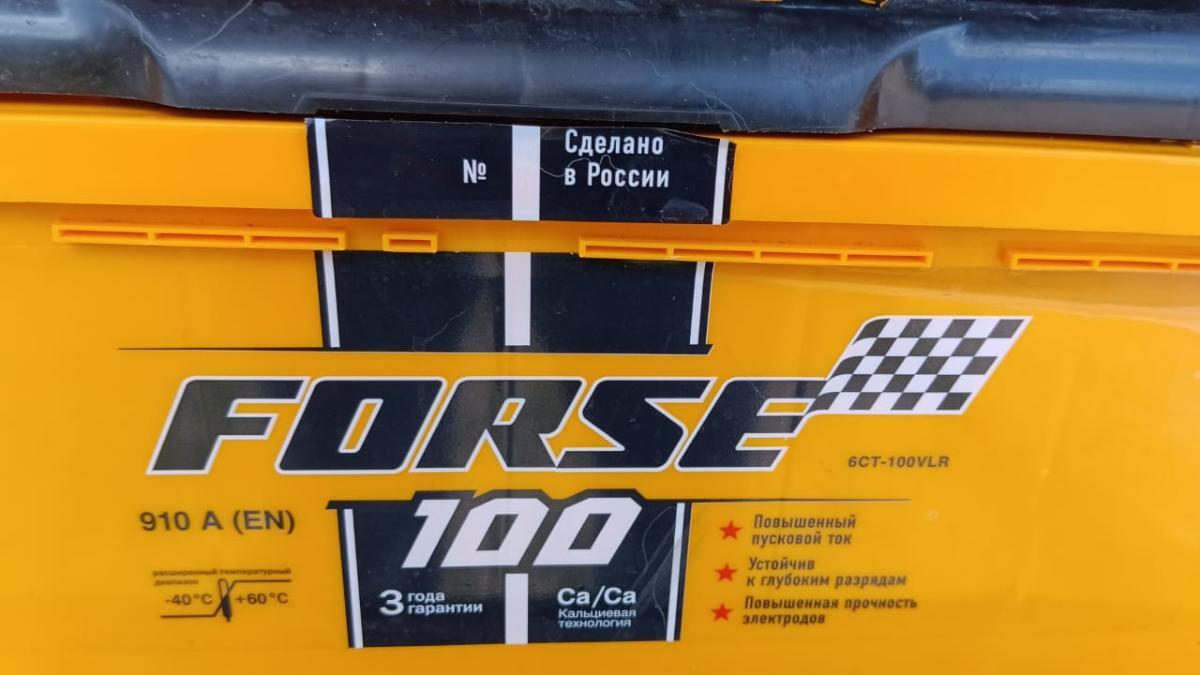 №
Сделано
в России
FORSE
6СТ-100VLR
100
910 А (EN)
расширенный температурный
диапазон
-40°C +60°C
3 года
гарантии
Ca/Ca
Кальциевая
технология
Повышенный
пусковой ток
Устойчив
к глубоким разрядам
Повышенная прочность
электродов